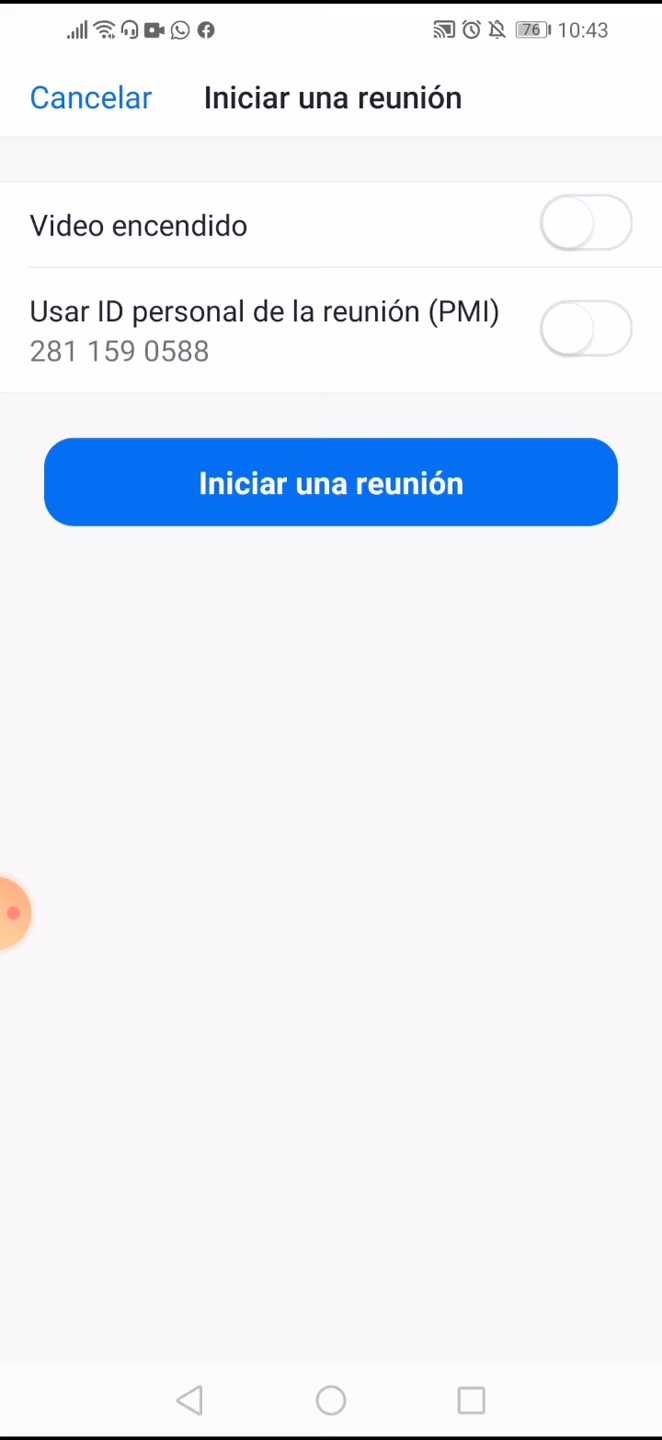 76 10:43
Cancelar Iniciar una reunión
Video encendido
Usar ID personal de la reunión (PMI)
281 159 0588
Iniciar una reunión